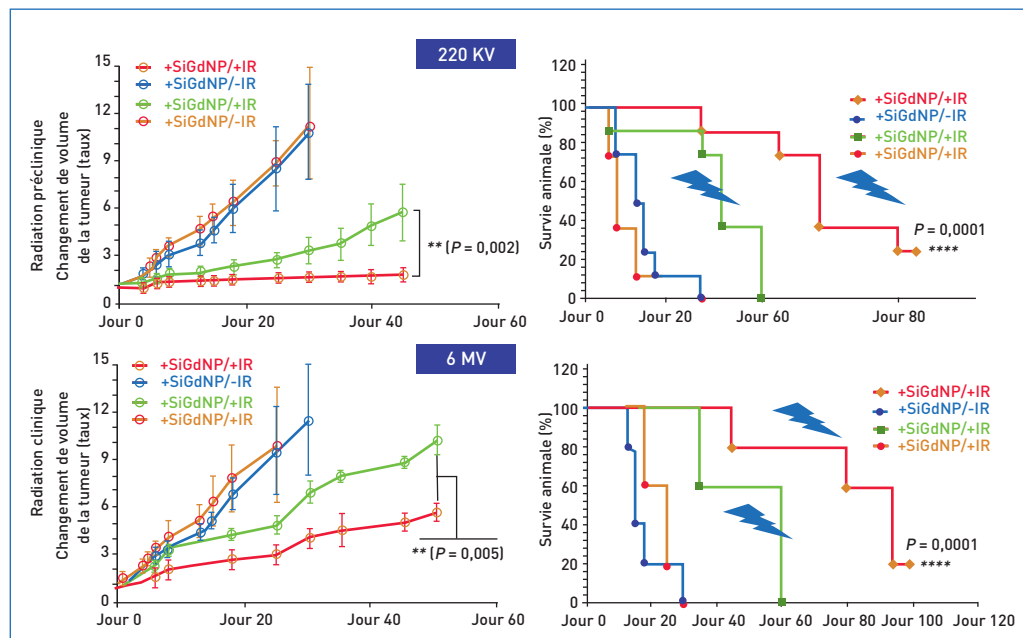 220 KV
Radiation préclinique
Changement de volume
de la tumeur (taux)
15
12
9
6
3
0
+SiGdNP/+IR
+SiGdNP/-IR
+SiGdNP/+IR
+SiGdNP/-IR
** (P = 0,002)
Jour 0
Jour 20
Jour 40
Jour 60
Survie animale (%)
100
80
60
40
20
0
+SiGdNP/+IR
+SiGdNP/-IR
+SiGdNP/+IR
+SiGdNP/+IR
P = 0,0001
****
Jour 0
Jour 20
Jour 60
Jour 80
6 MV
Radiation clinique
Changement de volume
de la tumeur (taux)
15
12
9
6
3
0
+SiGdNP/+IR
+SiGdNP/-IR
+SiGdNP/+IR
+SiGdNP/+IR
** (P = 0,005)
Jour 0
Jour 20
Jour 40
Jour 60
Survie animale (%)
100
80
60
40
20
0
+SiGdNP/+IR
+SiGdNP/-IR
+SiGdNP/+IR
+SiGdNP/+IR
P = 0,0001
****
Jour 0
Jour 20
Jour 40
Jour 60
Jour 80
Jour 100
Jour 120